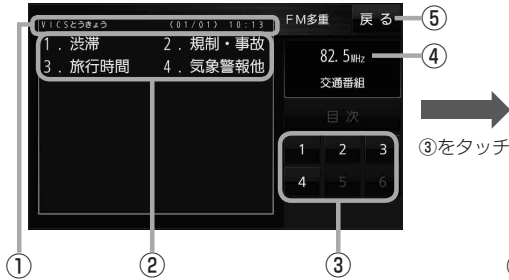 VICSとうきょう (01/01) 10:13 FM多重 戻る ⑤
1．渋滞 2．規制・事故
3．旅行時間 4．気象警報他
82.5MHz ④
交通番組
目次
1 2 3
4 5 6
③をタッチ
① ② ③